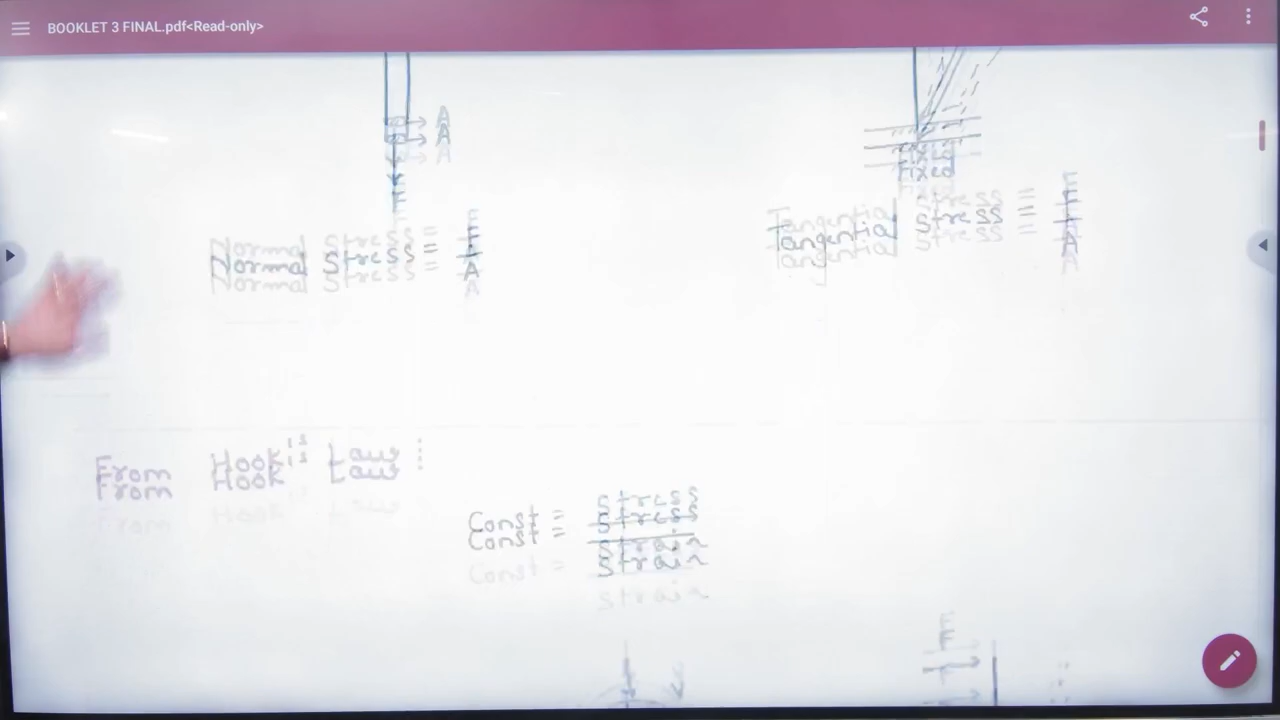 BOOKLET 3 FINAL.pdf<Read-only>
A
F
Fixed
Normal Stress = F/A
Tangential Stress = F/A
From Hook's Law :
Const = Stress/Strain
F